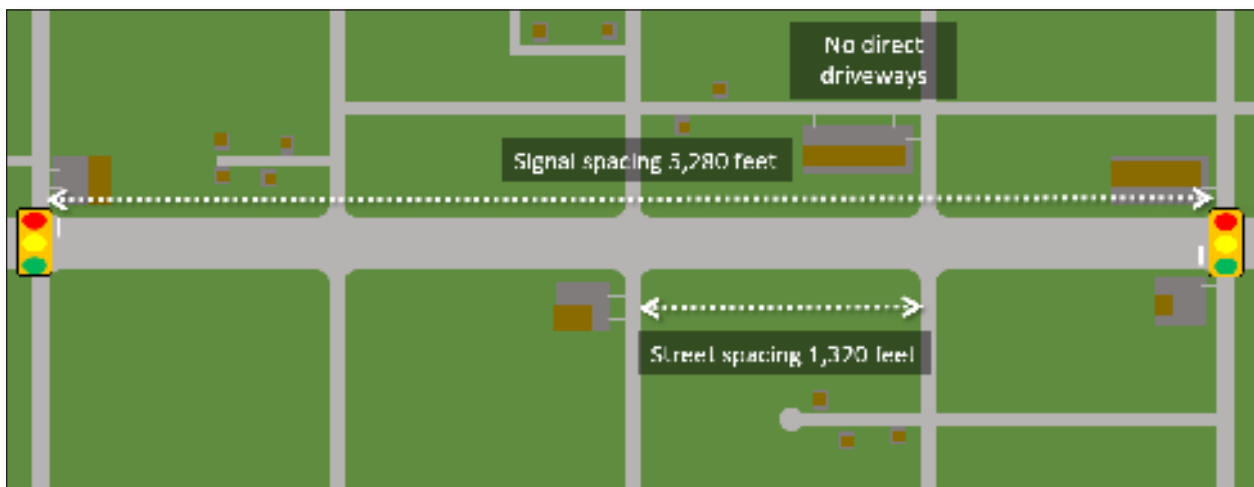 No direct
driveways
Signal spacing 5,280 feet
Street spacing 1,320 feet